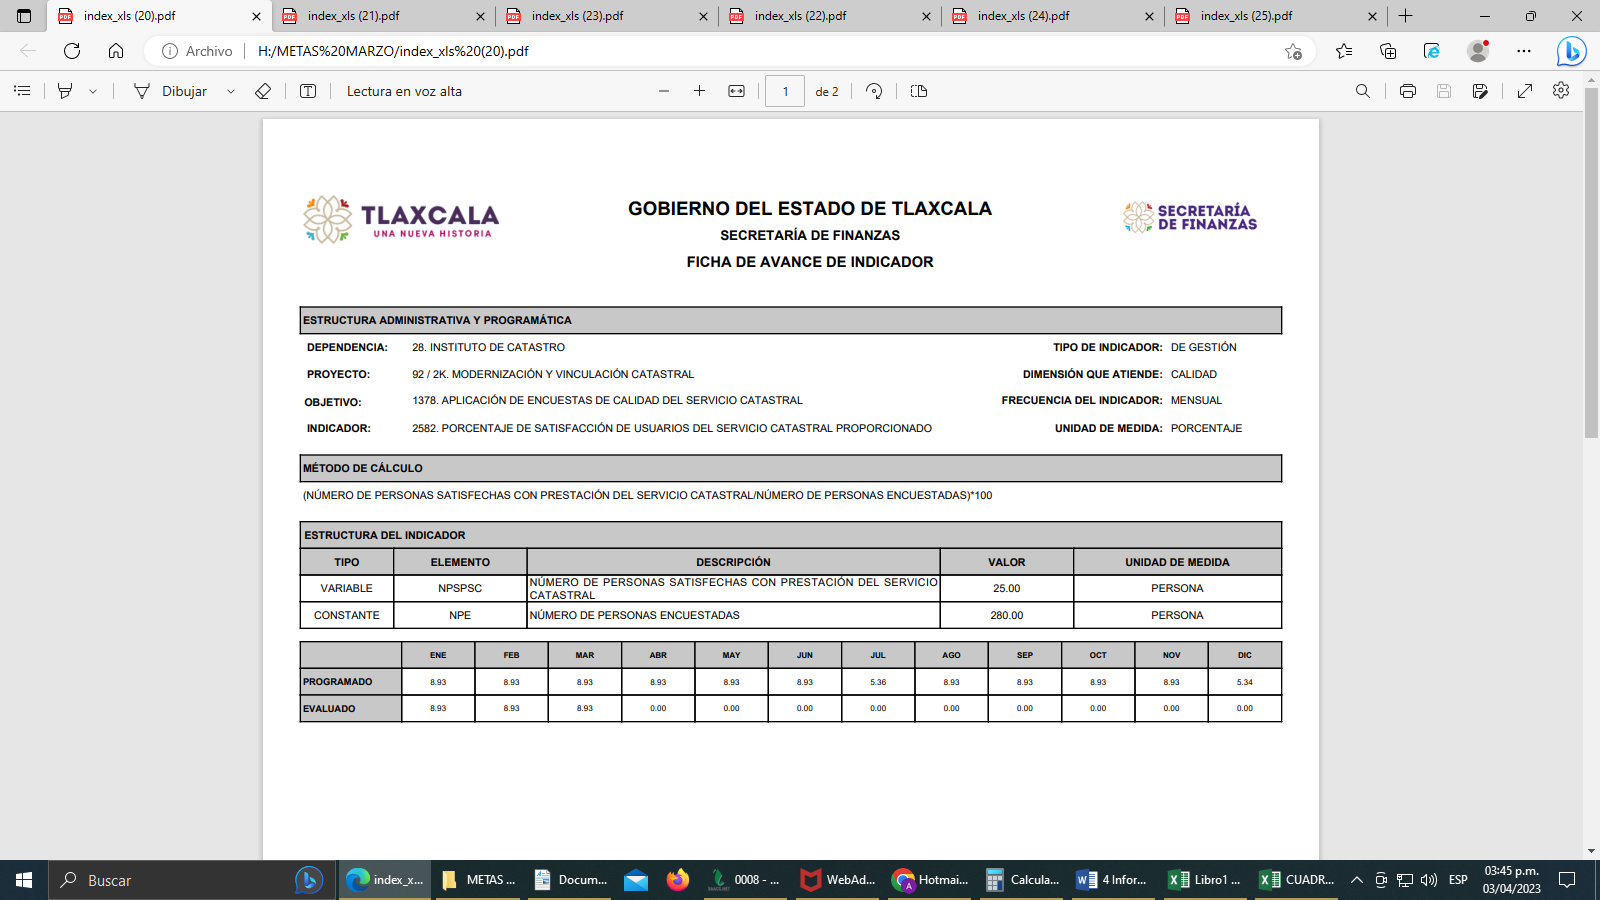 index_xls (20).pdf
index_xls (21).pdf
index_xls (23).pdf
index_xls (22).pdf
index_xls (24).pdf
index_xls (25).pdf
Archivo H:/METAS%20MARZO/index_xls%20(20).pdf
Dibujar Lectura en voz alta 1 de 2
TLAXCALA
UNA NUEVA HISTORIA
GOBIERNO DEL ESTADO DE TLAXCALA
SECRETARÍA DE FINANZAS
FICHA DE AVANCE DE INDICADOR
SECRETARÍA
DE FINANZAS
ESTRUCTURA ADMINISTRATIVA Y PROGRAMÁTICA
DEPENDENCIA: 28. INSTITUTO DE CATASTRO TIPO DE INDICADOR: DE GESTIÓN
PROYECTO: 92 / 2K. MODERNIZACIÓN Y VINCULACIÓN CATASTRAL DIMENSIÓN QUE ATIENDE: CALIDAD
OBJETIVO: 1378. APLICACIÓN DE ENCUESTAS DE CALIDAD DEL SERVICIO CATASTRAL FRECUENCIA DEL INDICADOR: MENSUAL
INDICADOR: 2582. PORCENTAJE DE SATISFACCIÓN DE USUARIOS DEL SERVICIO CATASTRAL PROPORCIONADO UNIDAD DE MEDIDA: PORCENTAJE
MÉTODO DE CÁLCULO
(NÚMERO DE PERSONAS SATISFECHAS CON PRESTACIÓN DEL SERVICIO CATASTRAL/NÚMERO DE PERSONAS ENCUESTADAS)*100
ESTRUCTURA DEL INDICADOR
TIPO ELEMENTO DESCRIPCIÓN VALOR UNIDAD DE MEDIDA
VARIABLE NPSPSC NÚMERO DE PERSONAS SATISFECHAS CON PRESTACIÓN DEL SERVICIO CATASTRAL 25.00 PERSONA
CONSTANTE NPE NÚMERO DE PERSONAS ENCUESTADAS 280.00 PERSONA
ENE FEB MAR ABR MAY JUN JUL AGO SEP OCT NOV DIC
PROGRAMADO 8.93 8.93 8.93 8.93 8.93 8.93 5.36 8.93 8.93 8.93 8.93 5.34
EVALUADO 8.93 8.93 8.93 0.00 0.00 0.00 0.00 0.00 0.00 0.00 0.00 0.00
Buscar index_x... METAS ... Docum... 0008 - ... WebAd... Hotmai... Calcula... 4 Infor... Libro1 ... CUADR... ESP 03:45 p.m.
03/04/2023